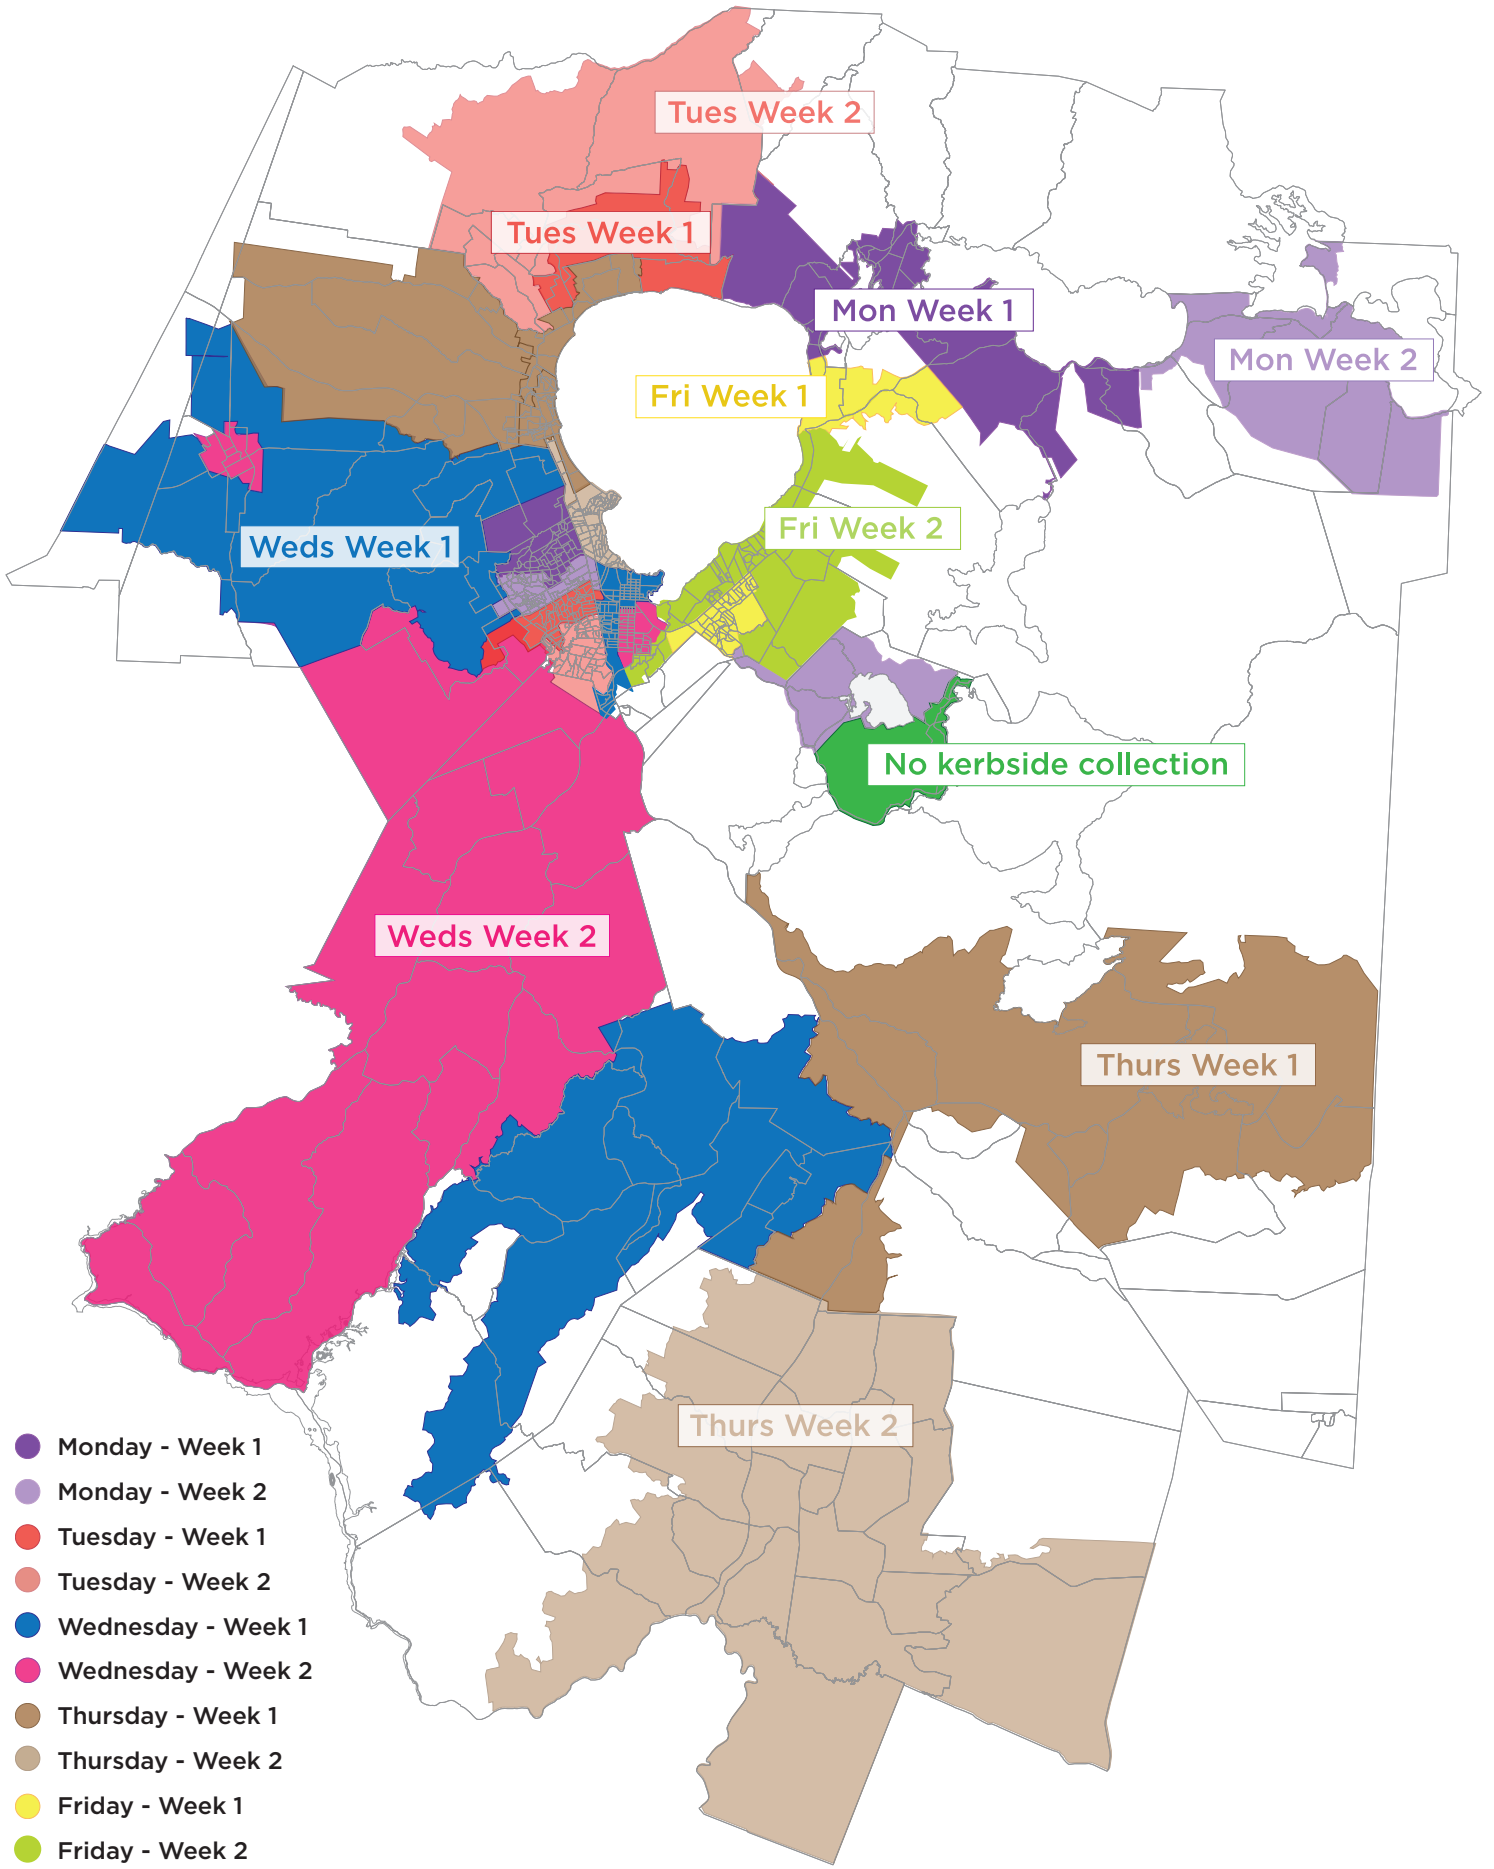 Tues Week 2
Tues Week 1
Mon Week 1
Mon Week 2
Fri Week 1
Fri Week 2
Weds Week 1
No kerbside collection
Weds Week 2
Thurs Week 1
Thurs Week 2
Monday - Week 1
Monday - Week 2
Tuesday - Week 1
Tuesday - Week 2
Wednesday - Week 1
Wednesday - Week 2
Thursday - Week 1
Thursday - Week 2
Friday - Week 1
Friday - Week 2